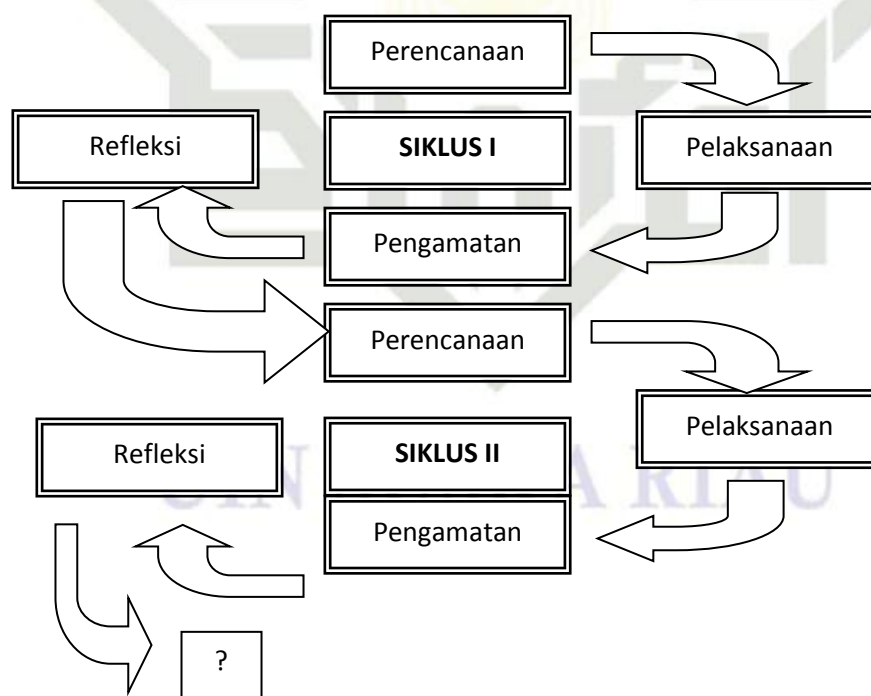 Perencanaan
Refleksi
SIKLUS I
Pelaksanaan
Pengamatan
Perencanaan
Pelaksanaan
Refleksi
SIKLUS II
Pengamatan
?